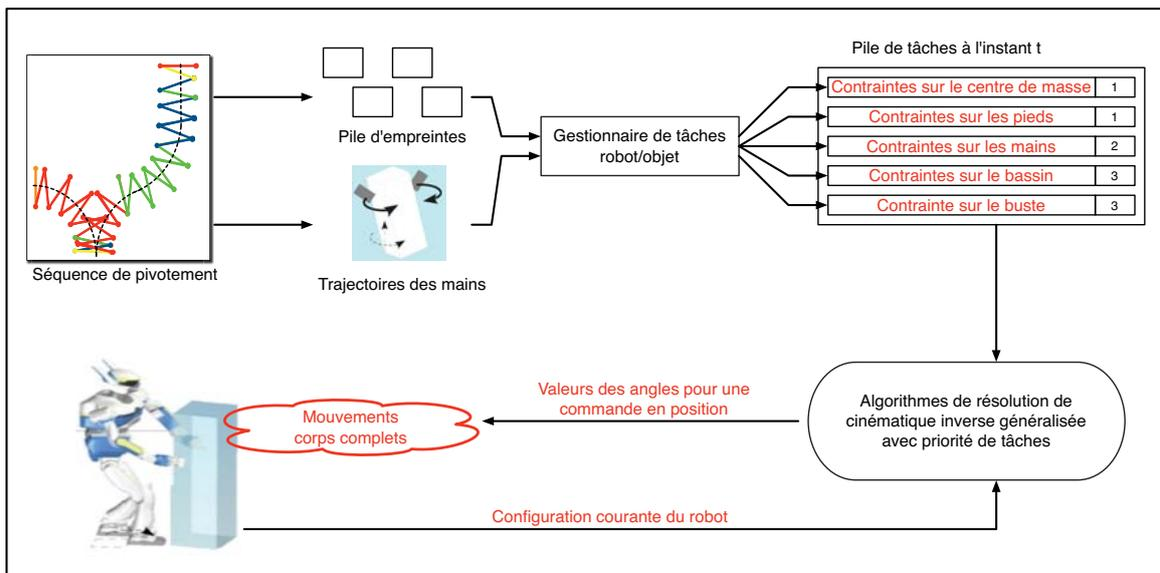 Pile de tâches à l'instant t
Contraintes sur le centre de masse 1
Contraintes sur les pieds 1
Contraintes sur les mains 2
Contraintes sur le bassin 3
Contrainte sur le buste 3
Pile d'empreintes
Gestionnaire de tâches
robot/objet
Séquence de pivotement
Trajectoires des mains
Valeurs des angles pour une
commande en position
Mouvements
corps complets
Algorithmes de résolution de
cinématique inverse généralisée
avec priorité de tâches
Configuration courante du robot